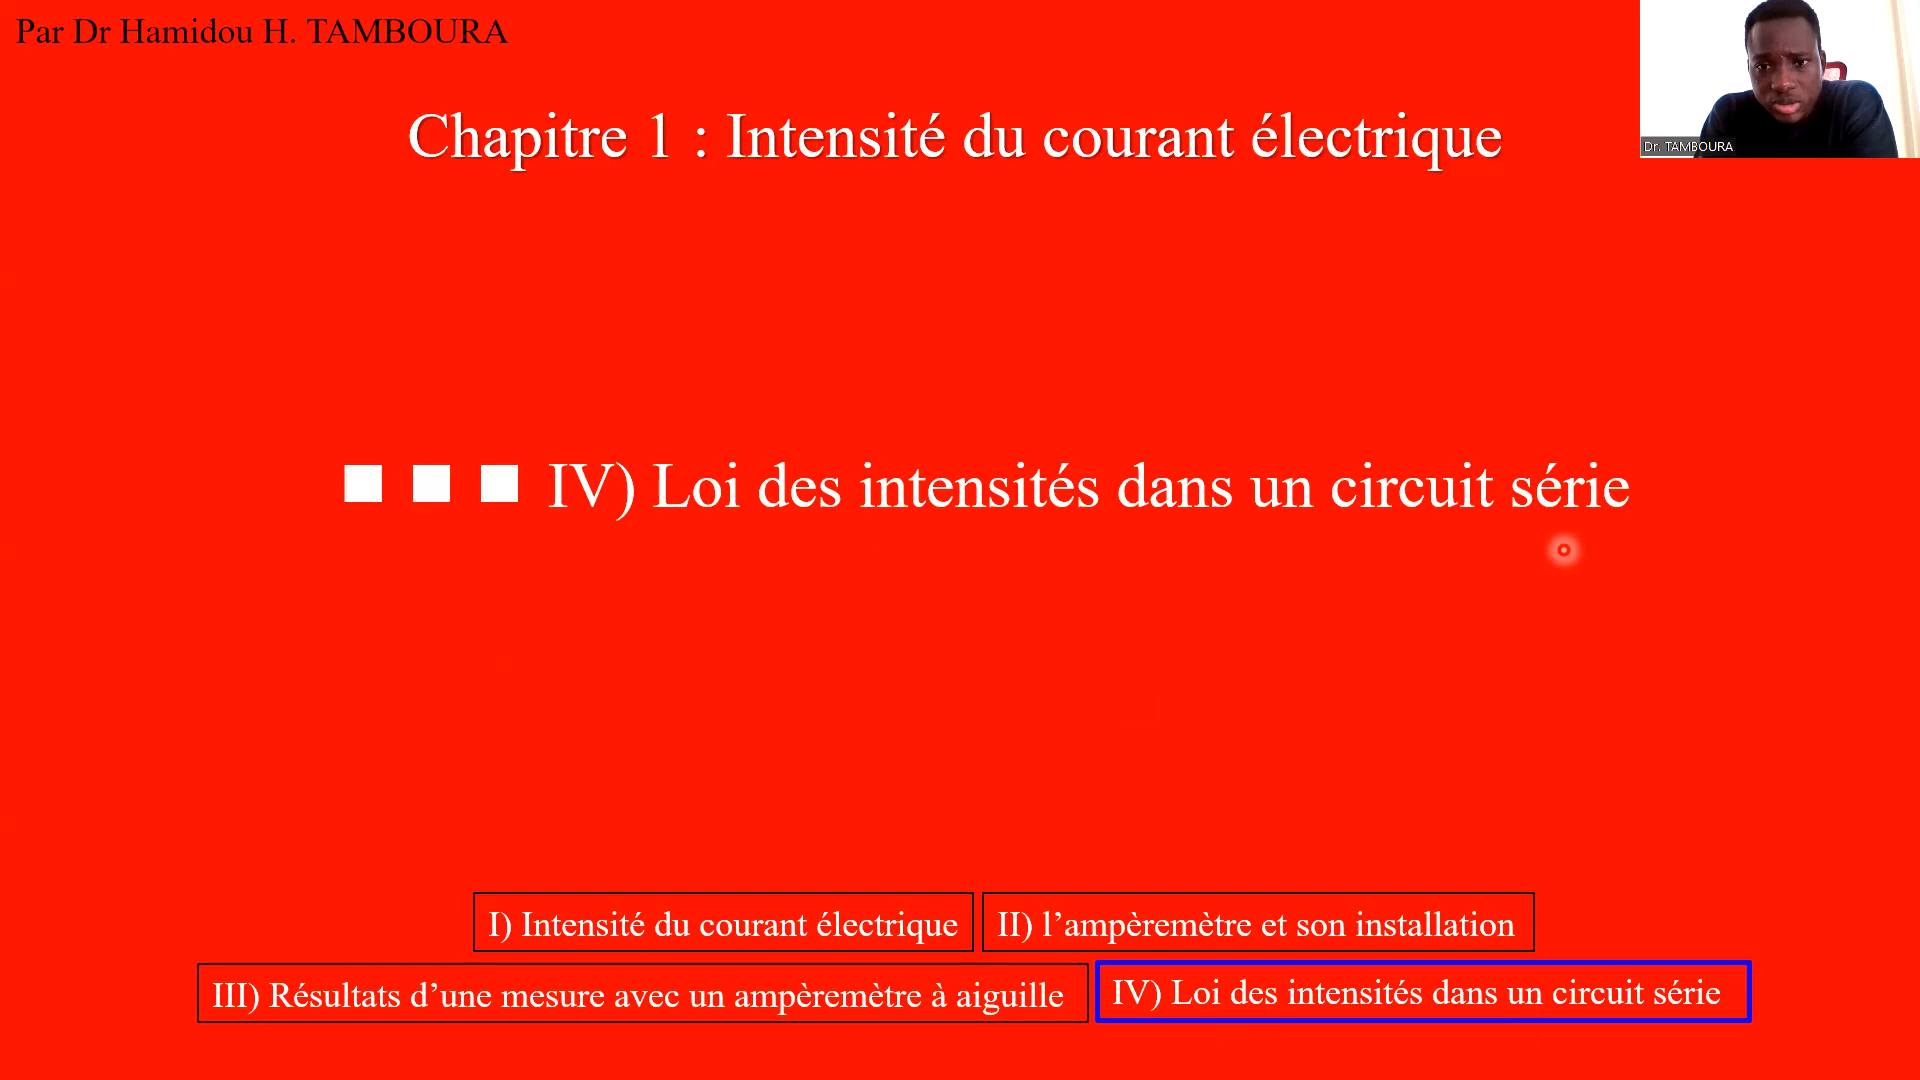 Par Dr Hamidou H. TAMBOURA
Chapitre 1 : Intensité du courant électrique
Dr. TAMBOURA
IV) Loi des intensités dans un circuit série
I) Intensité du courant électrique
II) l’ampèremètre et son installation
III) Résultats d’une mesure avec un ampèremètre à aiguille
IV) Loi des intensités dans un circuit série